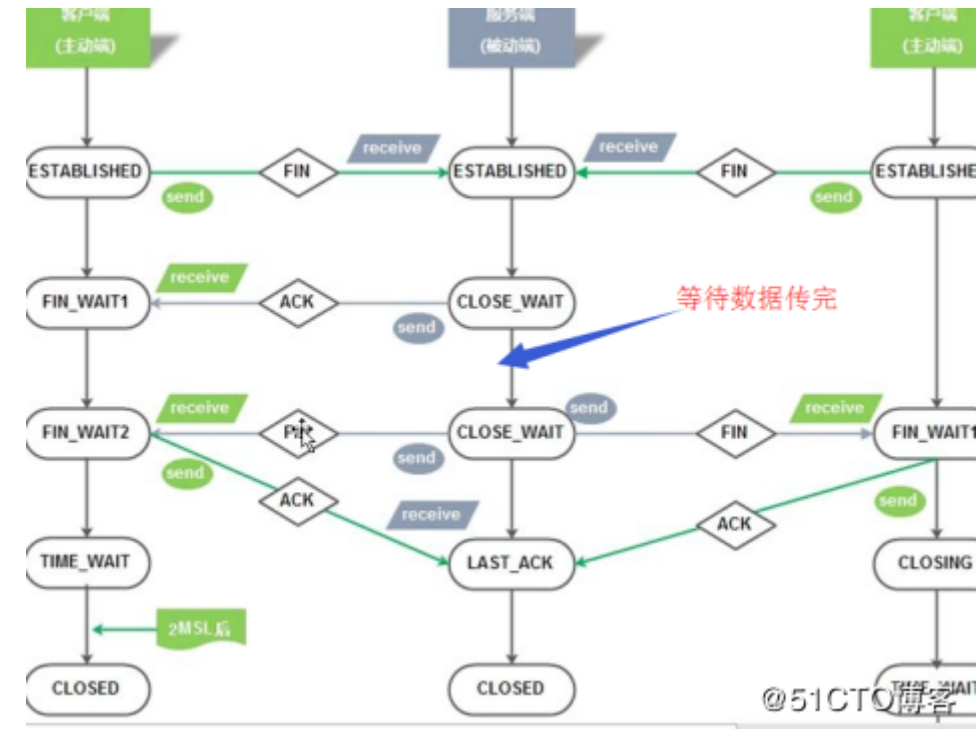 客户端
服务端
客户端
(主动端)
(被动端)
(主动端)
receive
receive
ESTABLISHED
FIN
ESTABLISHED
FIN
ESTABLISHE
send
send
receive
等待数据传完
FIN_WAIT1
ACK
CLOSE_WAIT
send
receive
send
receive
FIN_WAIT2
FIN
CLOSE_WAIT
FIN
FIN_WAIT1
send
send
ACK
receive
send
ACK
TIME_WAIT
LAST_ACK
CLOSING
2MSL后
CLOSED
CLOSED
TIME_WAIT
@51CTO博客